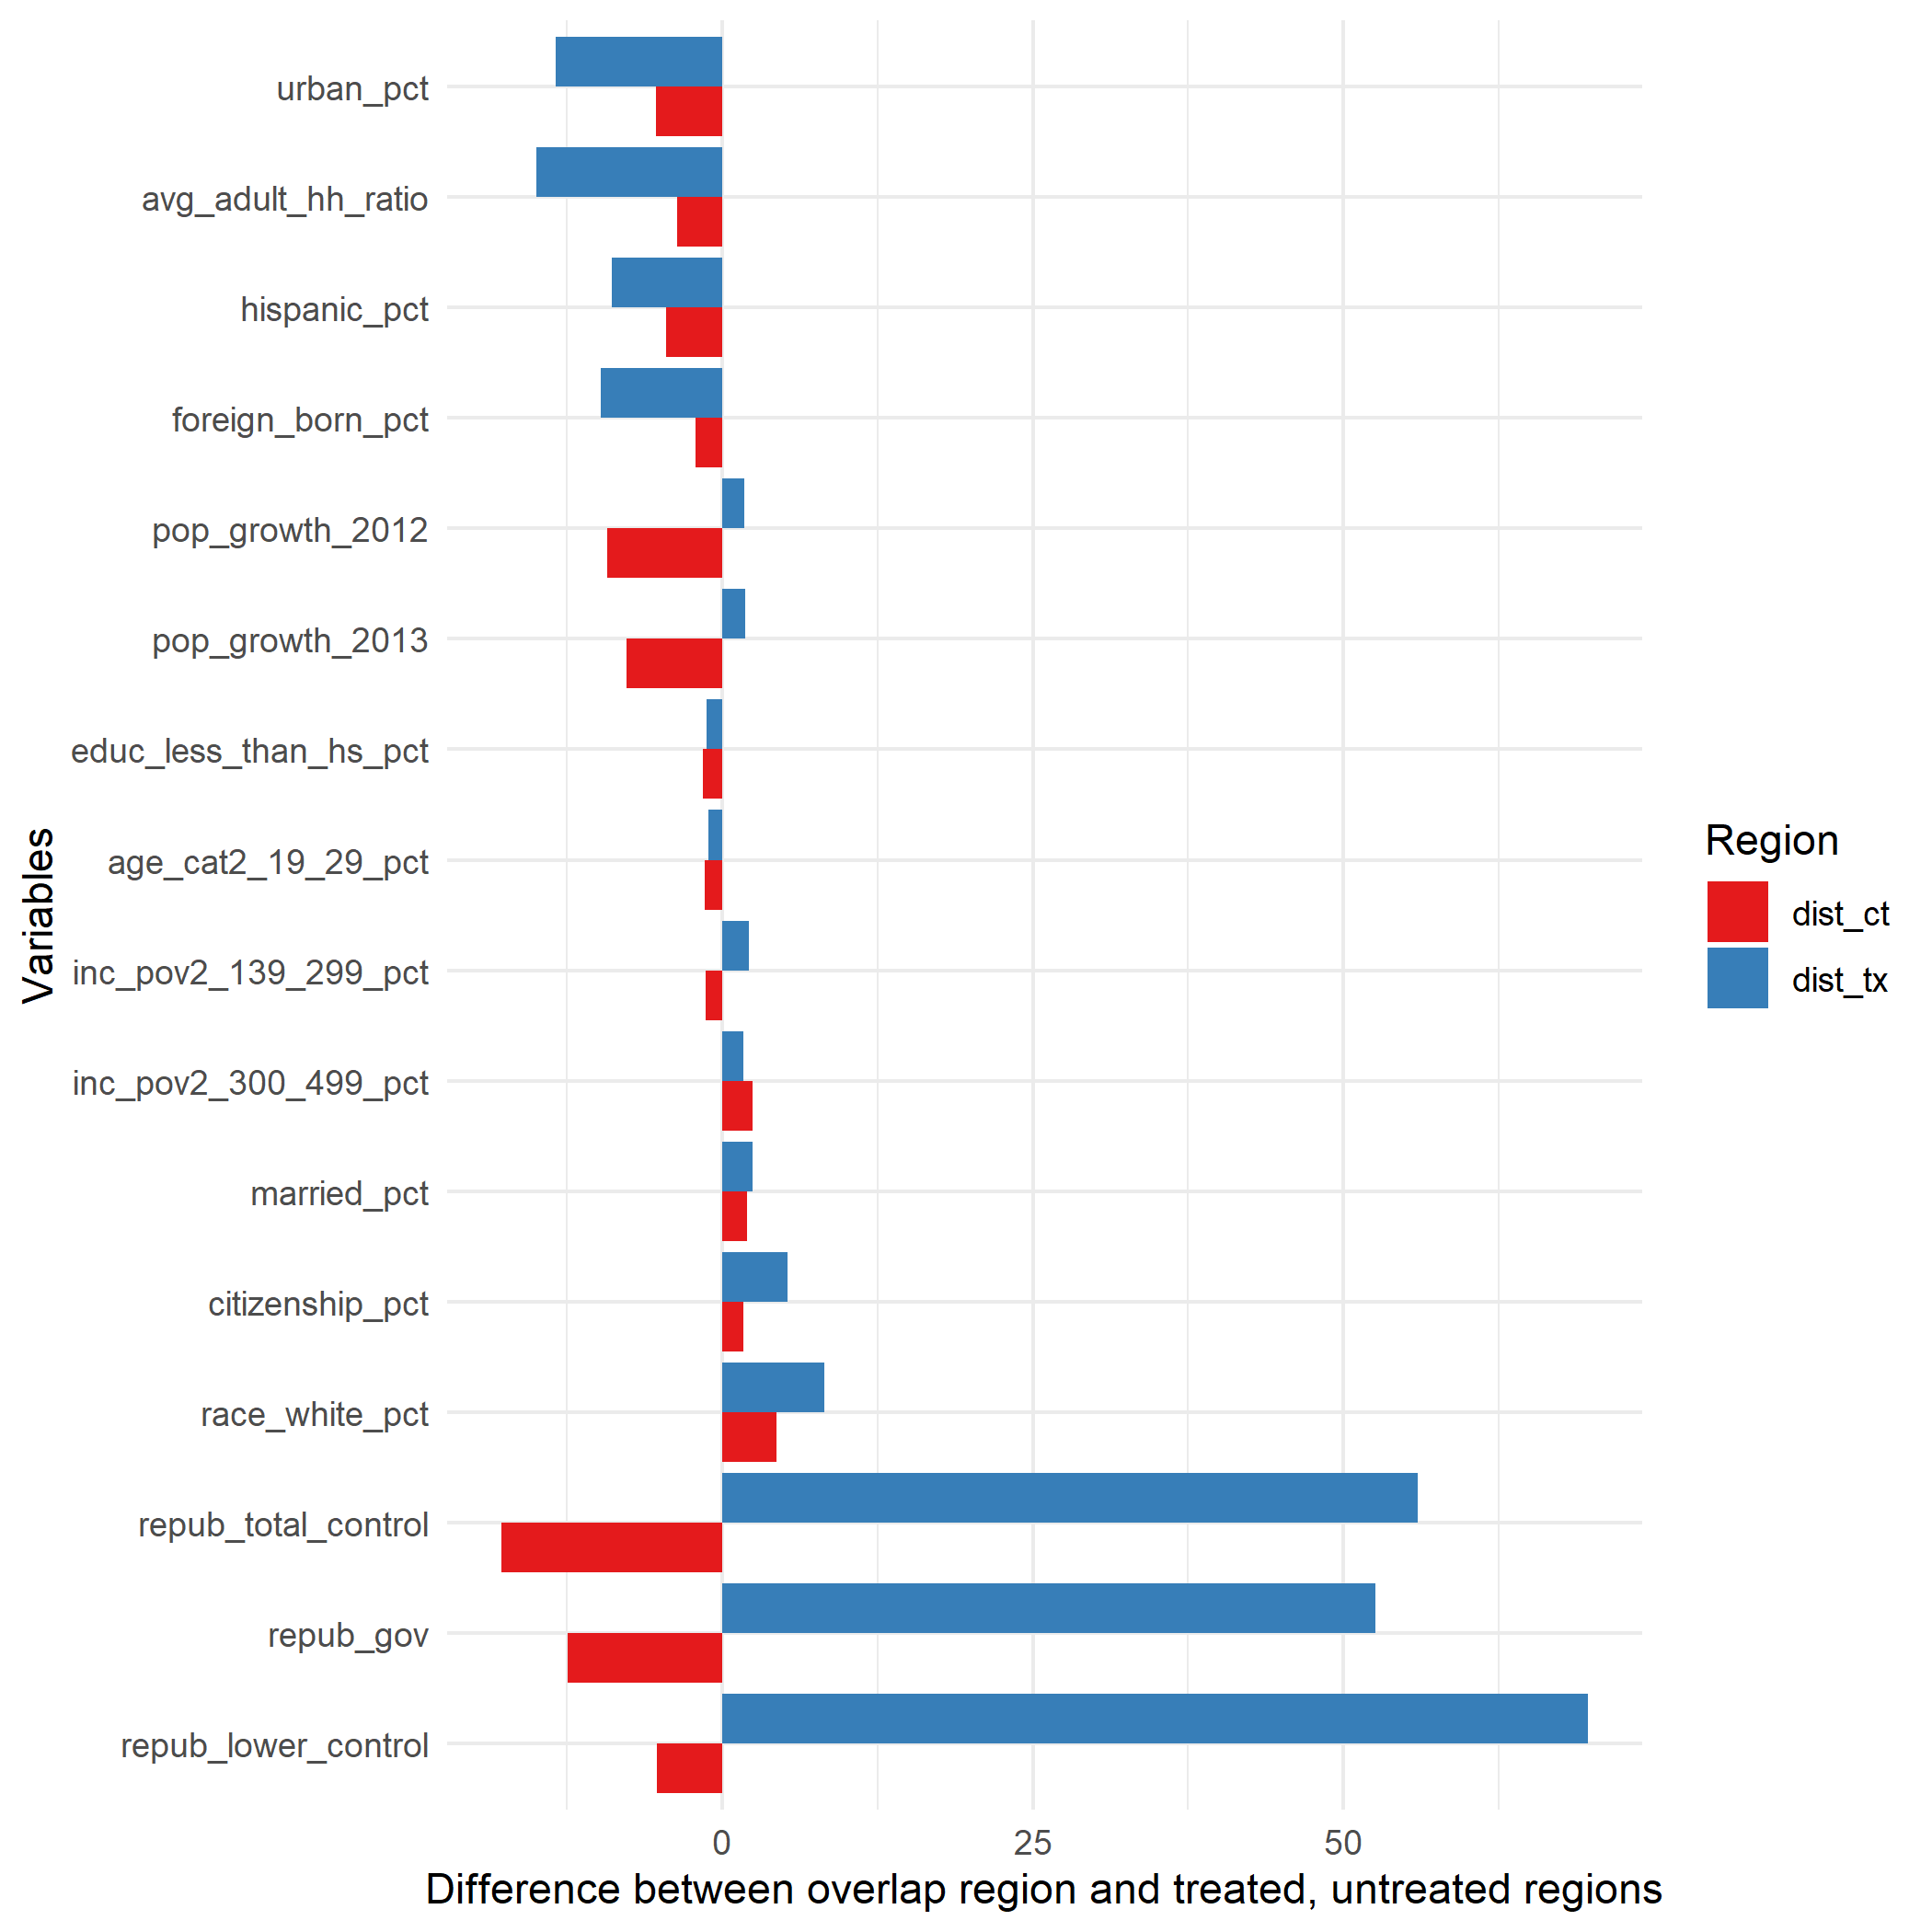 urban_pct
avg_adult_hh_ratio
hispanic_pct
foreign_born_pct
pop_growth_2012
pop_growth_2013
educ_less_than_hs_pct
age_cat2_19_29_pct
inc_pov2_139_299_pct
inc_pov2_300_499_pct
married_pct
citizenship_pct
race_white_pct
repub_total_control
repub_gov
repub_lower_control
Variables
0 25 50
Difference between overlap region and treated, untreated regions
Region
dist_ct
dist_tx